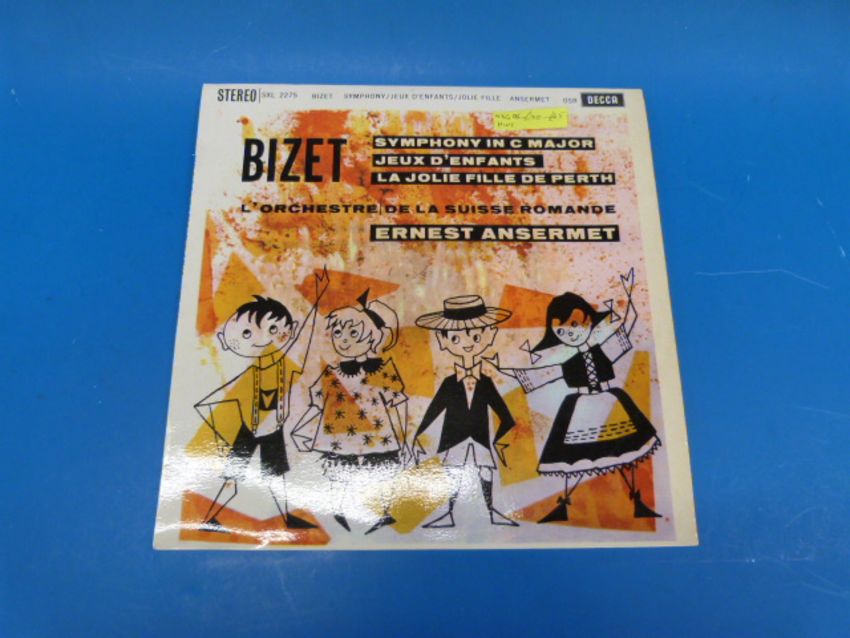 STEREO SXL 2275 BIZET SYMPHONY/JEUX D'ENFANTS/JOLIE FILLE ANSERMET OSR DECCA
BIZET
SYMPHONY IN C MAJOR
JEUX D'ENFANTS
LA JOLIE FILLE DE PERTH
L'ORCHESTRE DE LA SUISSE ROMANDE
ERNEST ANSERMET